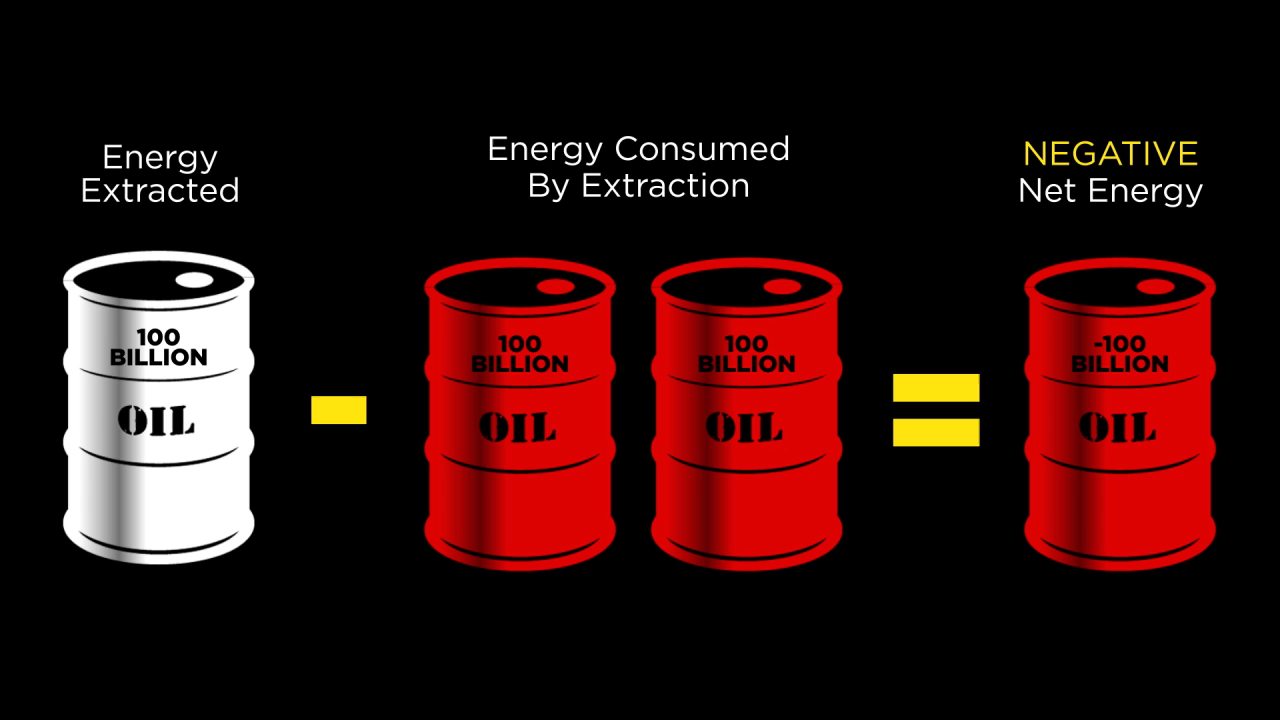 Energy
Extracted
Energy Consumed
By Extraction
NEGATIVE
Net Energy
100
BILLION
OIL
-
100
BILLION
OIL
100
BILLION
OIL
=
-100
BILLION
OIL